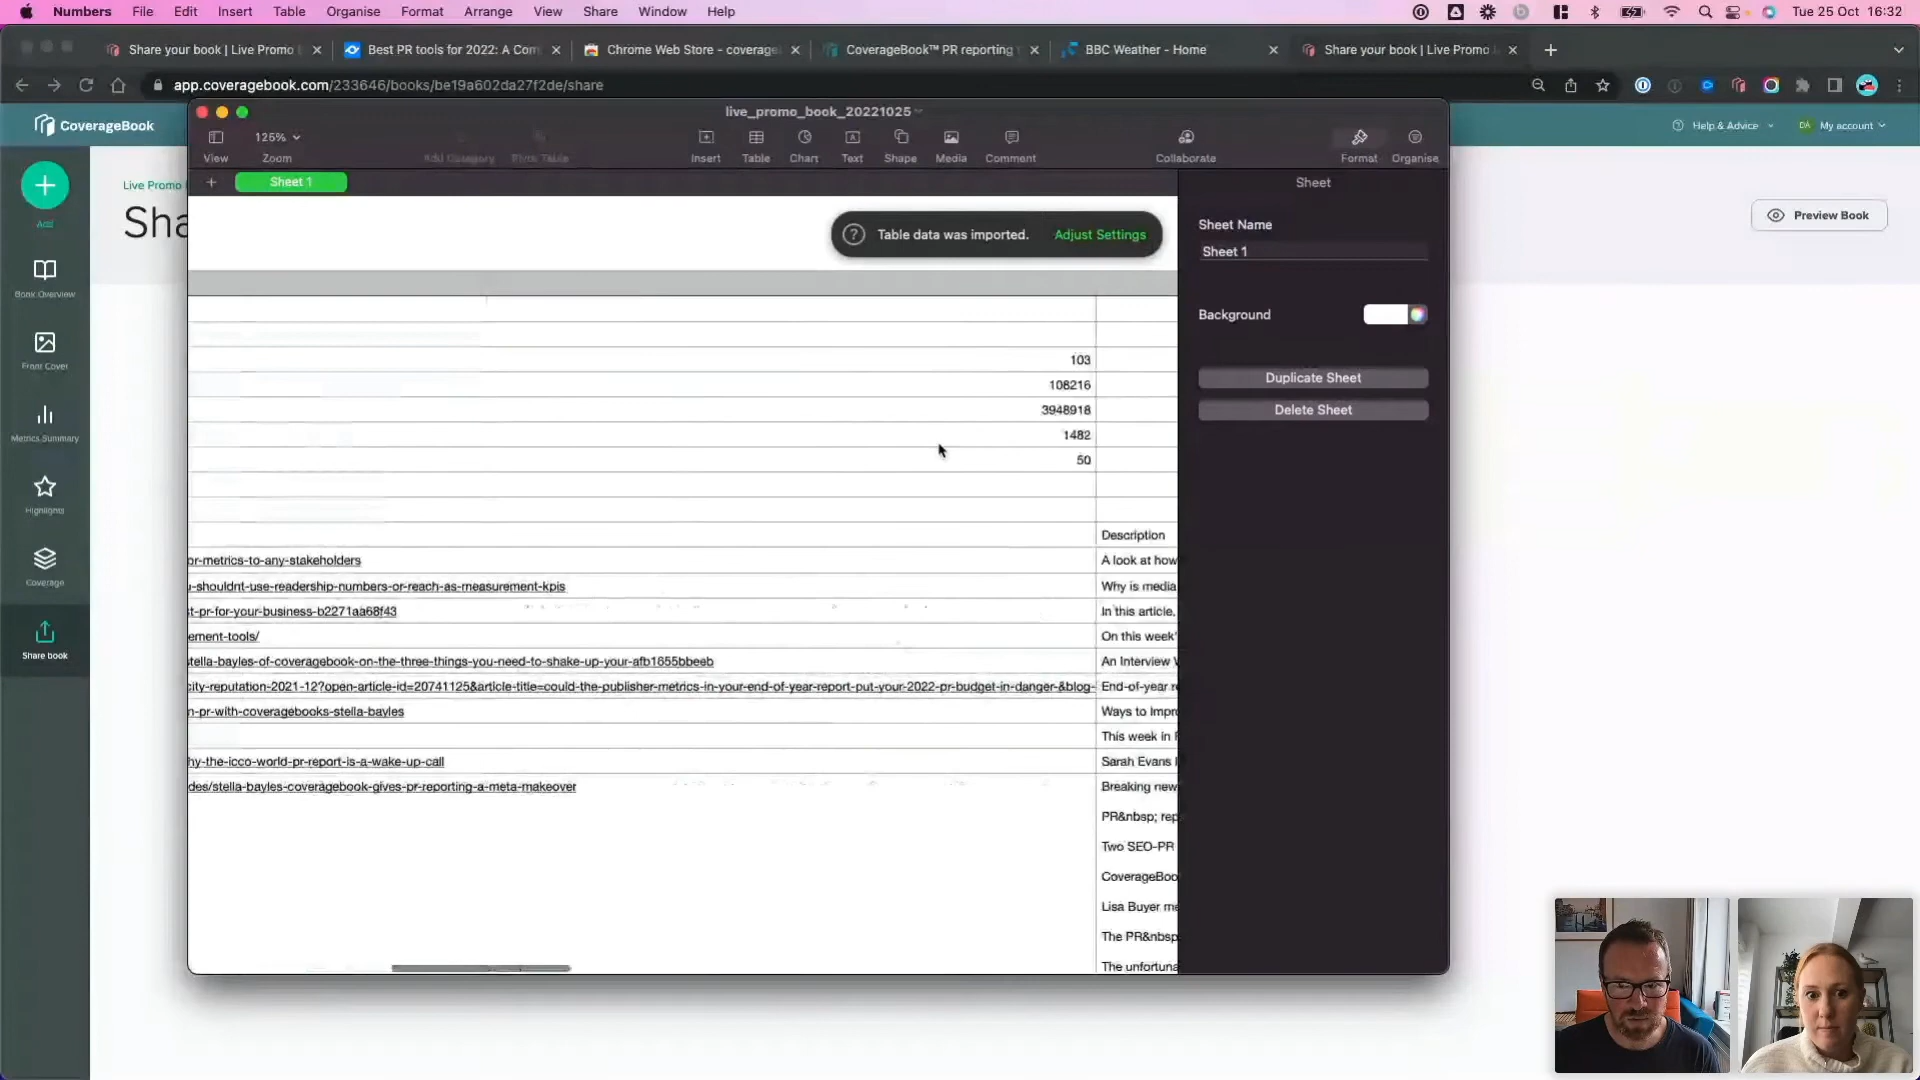 Numbers File Edit Insert Table Organise Format Arrange View Share Window Help Tue 25 Oct 16:32
Share your book | Live Promo Best PR tools for 2022: A Com Chrome Web Store - coverage CoverageBook™ PR reporting BBC Weather - Home Share your book | Live Promo
app.coveragebook.com/233646/books/be19a602da27f2de/share
live_promo_book_20221025
CoverageBook
Help & Advice My account
125%
View Zoom Add Category Pivot Table Insert Table Chart Text Shape Media Comment Collaborate Format Organise
Sheet 1
Sheet
Live Promo
Sha
Preview Book
Add
Book Overview
Front Cover
Metrics Summary
Highlights
Coverage
Share book
Table data was imported. Adjust Settings
Sheet Name
Sheet 1
Background
Duplicate Sheet
Delete Sheet
103
108216
3948918
1482
50
Description
or-metrics-to-any-stakeholders A look at how
u-shouldnt-use-readership-numbers-or-reach-as-measurement-kpis Why is media
t-pr-for-your-business-b2271aa68f43 In this article,
ement-tools/ On this week'
stella-bayles-of-coveragebook-on-the-three-things-you-need-to-shake-up-your-afb1655bbeeb An Interview W
city-reputation-2021-12?open-article-id=20741125&article-title=could-the-publisher-metrics-in-your-end-of-year-report-put-your-2022-pr-budget-in-danger-&blog- End-of-year r
n-pr-with-coveragebooks-stella-bayles Ways to Impro
This week in
hy-the-icco-world-pr-report-is-a-wake-up-call Sarah Evans
des/stella-bayles-coveragebook-gives-pr-reporting-a-meta-makeover Breaking new
PR&nbsp; rep
Two SEO-PR
CoverageBoo
Lisa Buyer me
The PR&nbsp
The unfortuna